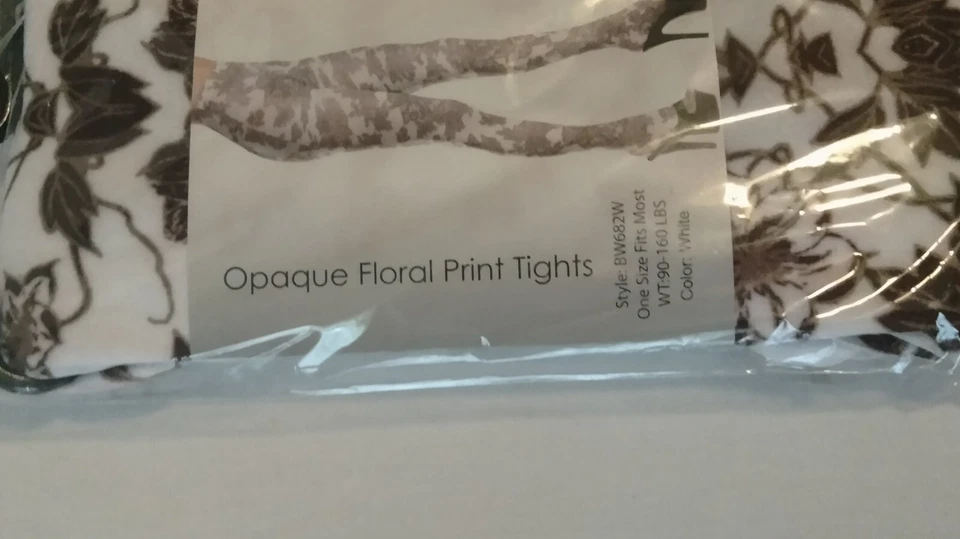 Opaque Floral Print Tights
Style: BW682W
One Size Fits Most
WT:90-160 LBS
Color: White